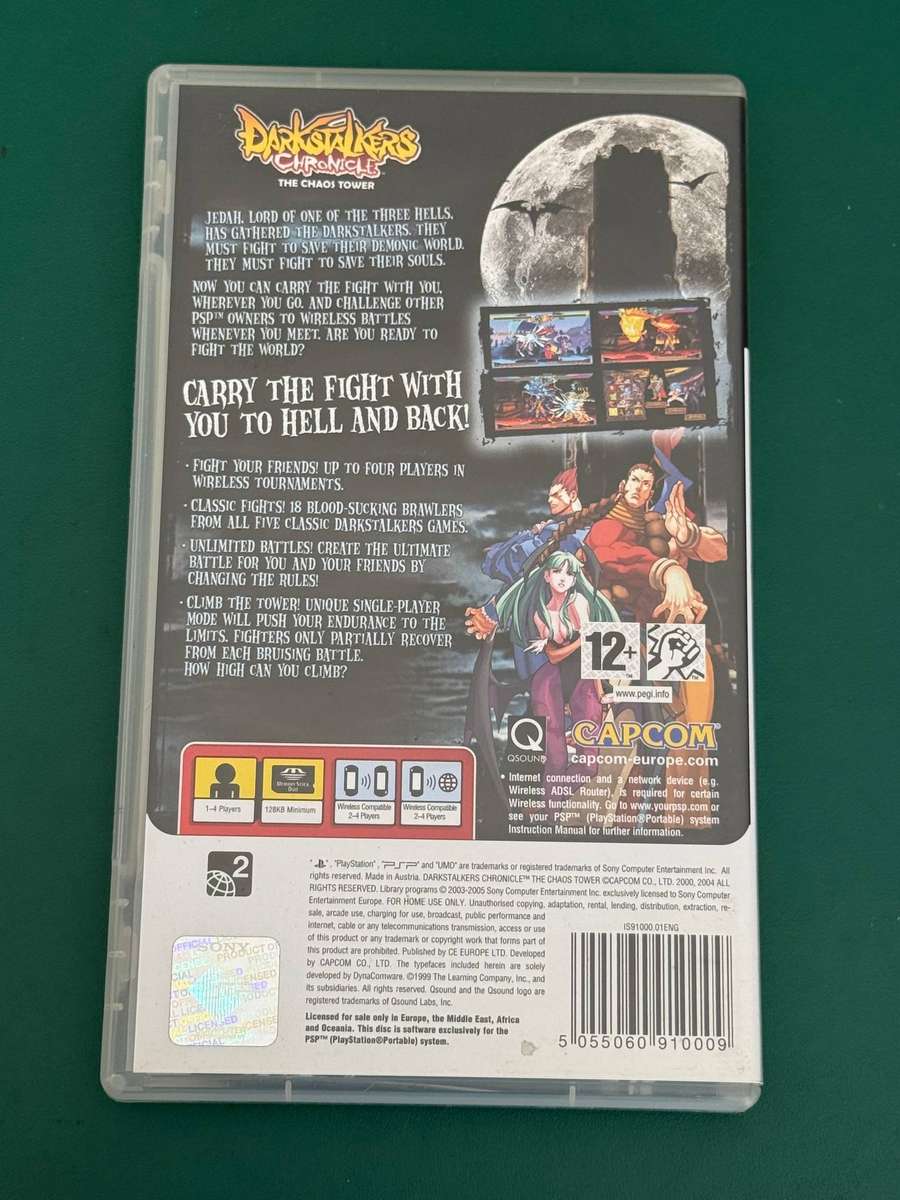 DARKSTALKERS
CHRONICLE
THE CHAOS TOWER
JEDAH, LORD OF ONE OF THE THREE HELLS,
HAS GATHERED THE DARKSTALKERS. THEY
MUST FIGHT TO SAVE THEIR DEMONIC WORLD.
THEY MUST FIGHT TO SAVE THEIR SOULS.
NOW YOU CAN CARRY THE FIGHT WITH YOU,
WHEREVER YOU GO, AND CHALLENGE OTHER
PSP™ OWNERS TO WIRELESS BATTLES
WHENEVER YOU MEET. ARE YOU READY TO
FIGHT THE WORLD?
CARRY THE FIGHT WITH
YOU TO HELL AND BACK!
· FIGHT YOUR FRIENDS! UP TO FOUR PLAYERS IN
WIRELESS TOURNAMENTS.
· CLASSIC FIGHTS! 18 BLOOD-SUCKING BRAWLERS
FROM ALL FIVE CLASSIC DARKSTALKERS GAMES.
· UNLIMITED BATTLES! CREATE THE ULTIMATE
BATTLE FOR YOU AND YOUR FRIENDS BY
CHANGING THE RULES!
· CLIMB THE TOWER! UNIQUE SINGLE-PLAYER
MODE WILL PUSH YOUR ENDURANCE TO THE
LIMITS. FIGHTERS ONLY PARTIALLY RECOVER
FROM EACH BRUISING BATTLE.
HOW HIGH CAN YOU CLIMB?
12+
www.pegi.info
Q
QSOUND
CAPCOM
capcom-europe.com
• Internet connection and a network device (e.g.
Wireless ADSL Router), is required for certain
Wireless functionality. Go to www.yourpsp.com or
see your PSP™ (PlayStation®Portable) system
Instruction Manual for further information.
1–4 Players
MEMORY STICK
DUO
128KB Minimum
Wireless Compatible
2–4 Players
Wireless Compatible
2–4 Players
2
" ", "PlayStation", "PSP" and "UMD" are trademarks or registered trademarks of Sony Computer Entertainment Inc. All
rights reserved. Made in Austria. DARKSTALKERS CHRONICLE™ THE CHAOS TOWER ©CAPCOM CO., LTD. 2000, 2004 ALL
RIGHTS RESERVED. Library programs © 2003-2005 Sony Computer Entertainment Inc. exclusively licensed to Sony Computer
Entertainment Europe. FOR HOME USE ONLY. Unauthorised copying, adaptation, rental, lending, distribution, extraction, re-
sale, arcade use, charging for use, broadcast, public performance and
internet, cable or any telecommunications transmission, access or use
of this product or any trademark or copyright work that forms part of
this product are prohibited. Published by CE EUROPE LTD. Developed
by CAPCOM CO., LTD. The typefaces included herein are solely
developed by DynaComware. ©1999 The Learning Company, Inc., and
its subsidiaries. All rights reserved. Qsound and the Qsound logo are
registered trademarks of Qsound Labs, Inc.
Licensed for sale only in Europe, the Middle East, Africa
and Oceania. This disc is software exclusively for the
PSP™ (PlayStation®Portable) system.
SONY
IS91000.01ENG
5 055060 910009